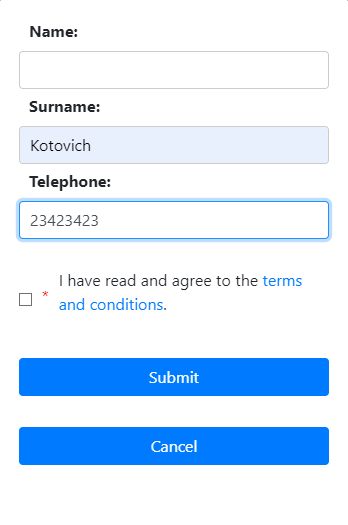 Name:
Surname:
Kotovich
Telephone:
23423423
* I have read and agree to the terms
and conditions.
Submit
Cancel